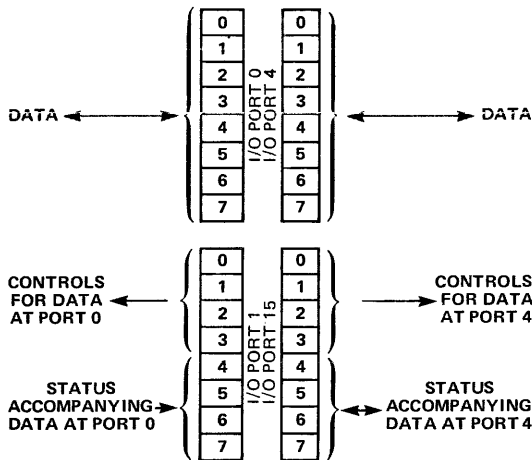 0 0
1 1
2 2
3 3
DATA 4 4 DATA
5 5
6 6
7 7
I/O PORT 0
I/O PORT 4
0 0
1 1
2 2
3 3
4 4
5 5
6 6
7 7
I/O PORT 1
I/O PORT 15
CONTROLS
FOR DATA
AT PORT 0
CONTROLS
FOR DATA
AT PORT 4
STATUS
ACCOMPANYING
DATA AT PORT 0
STATUS
ACCOMPANYING
DATA AT PORT 4